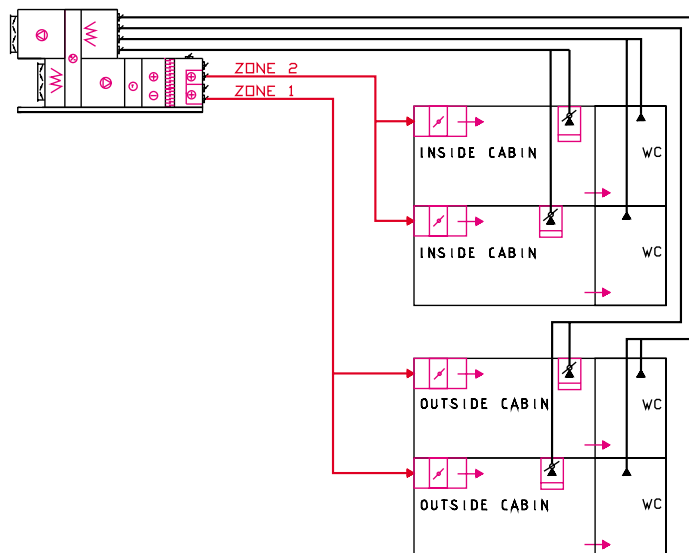 ZONE 2
ZONE 1
INSIDE CABIN
WC
INSIDE CABIN
WC
OUTSIDE CABIN
WC
OUTSIDE CABIN
WC